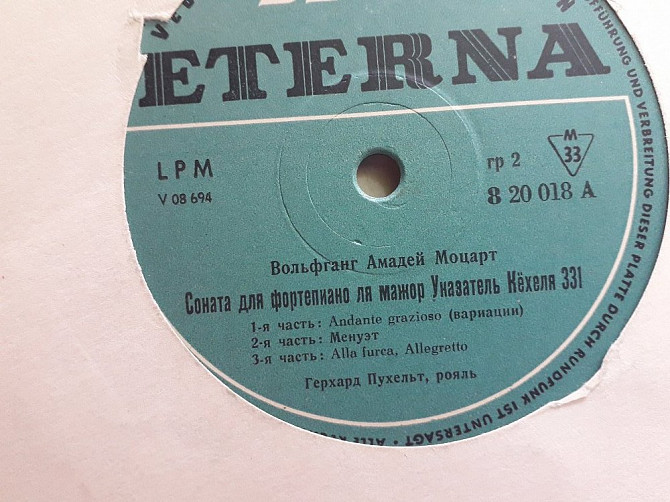 ETERNA
LPM
V 08 694
гр 2
M
33
8 20 018 A
Вольфганг Амадей Моцарт
Соната для фортепиано ля мажор Указатель Кёхеля 331
1-я часть: Andante grazioso (вариации)
2-я часть: Менуэт
3-я часть: Alla furca, Allegretto
Герхард Пухельт, рояль
UND VERBREITUNG DIESER PLATTE DURCH RUNDFUNK IST UNTERSAGT · ALLE